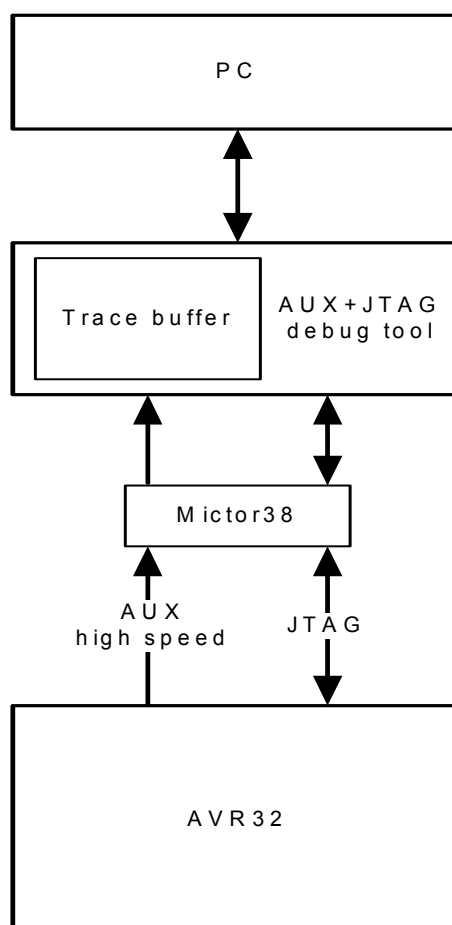 PC
Trace buffer
AUX+JTAG
debug tool
Mictor38
AUX
high speed
JTAG
AVR32